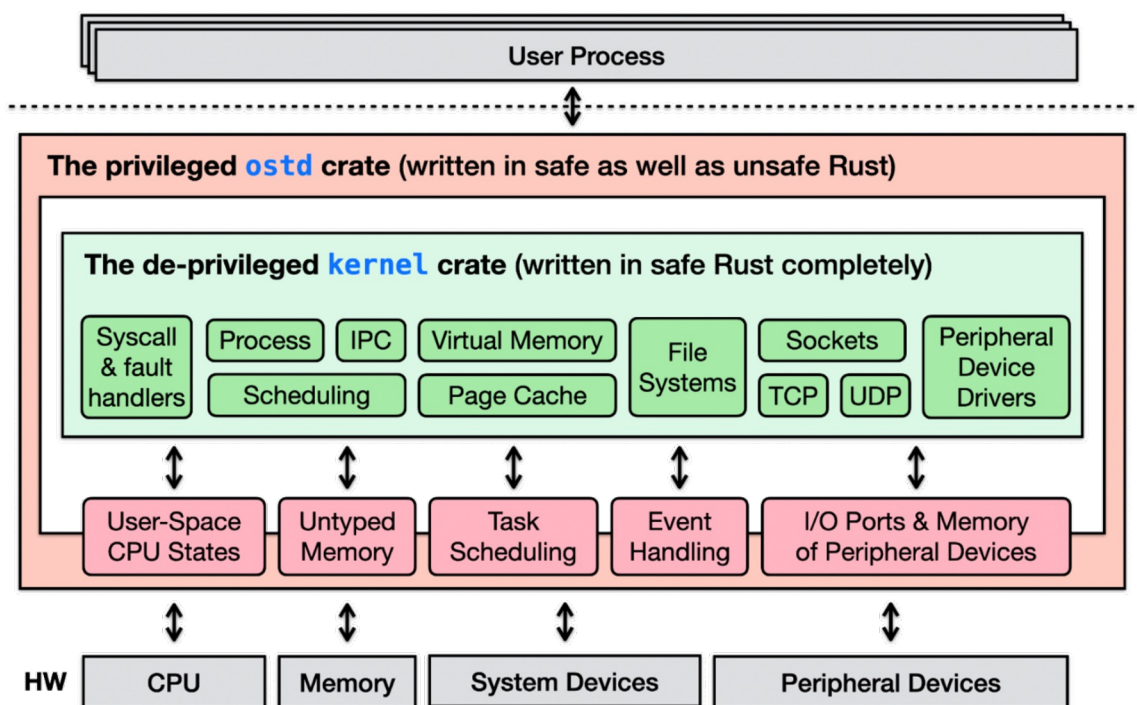 User Process
The privileged ostd crate (written in safe as well as unsafe Rust)
The de-privileged kernel crate (written in safe Rust completely)
Syscall
& fault
handlers
Process
IPC
Scheduling
Virtual Memory
Page Cache
File
Systems
Sockets
TCP
UDP
Peripheral
Device
Drivers
User-Space
CPU States
Untyped
Memory
Task
Scheduling
Event
Handling
I/O Ports & Memory
of Peripheral Devices
HW
CPU
Memory
System Devices
Peripheral Devices